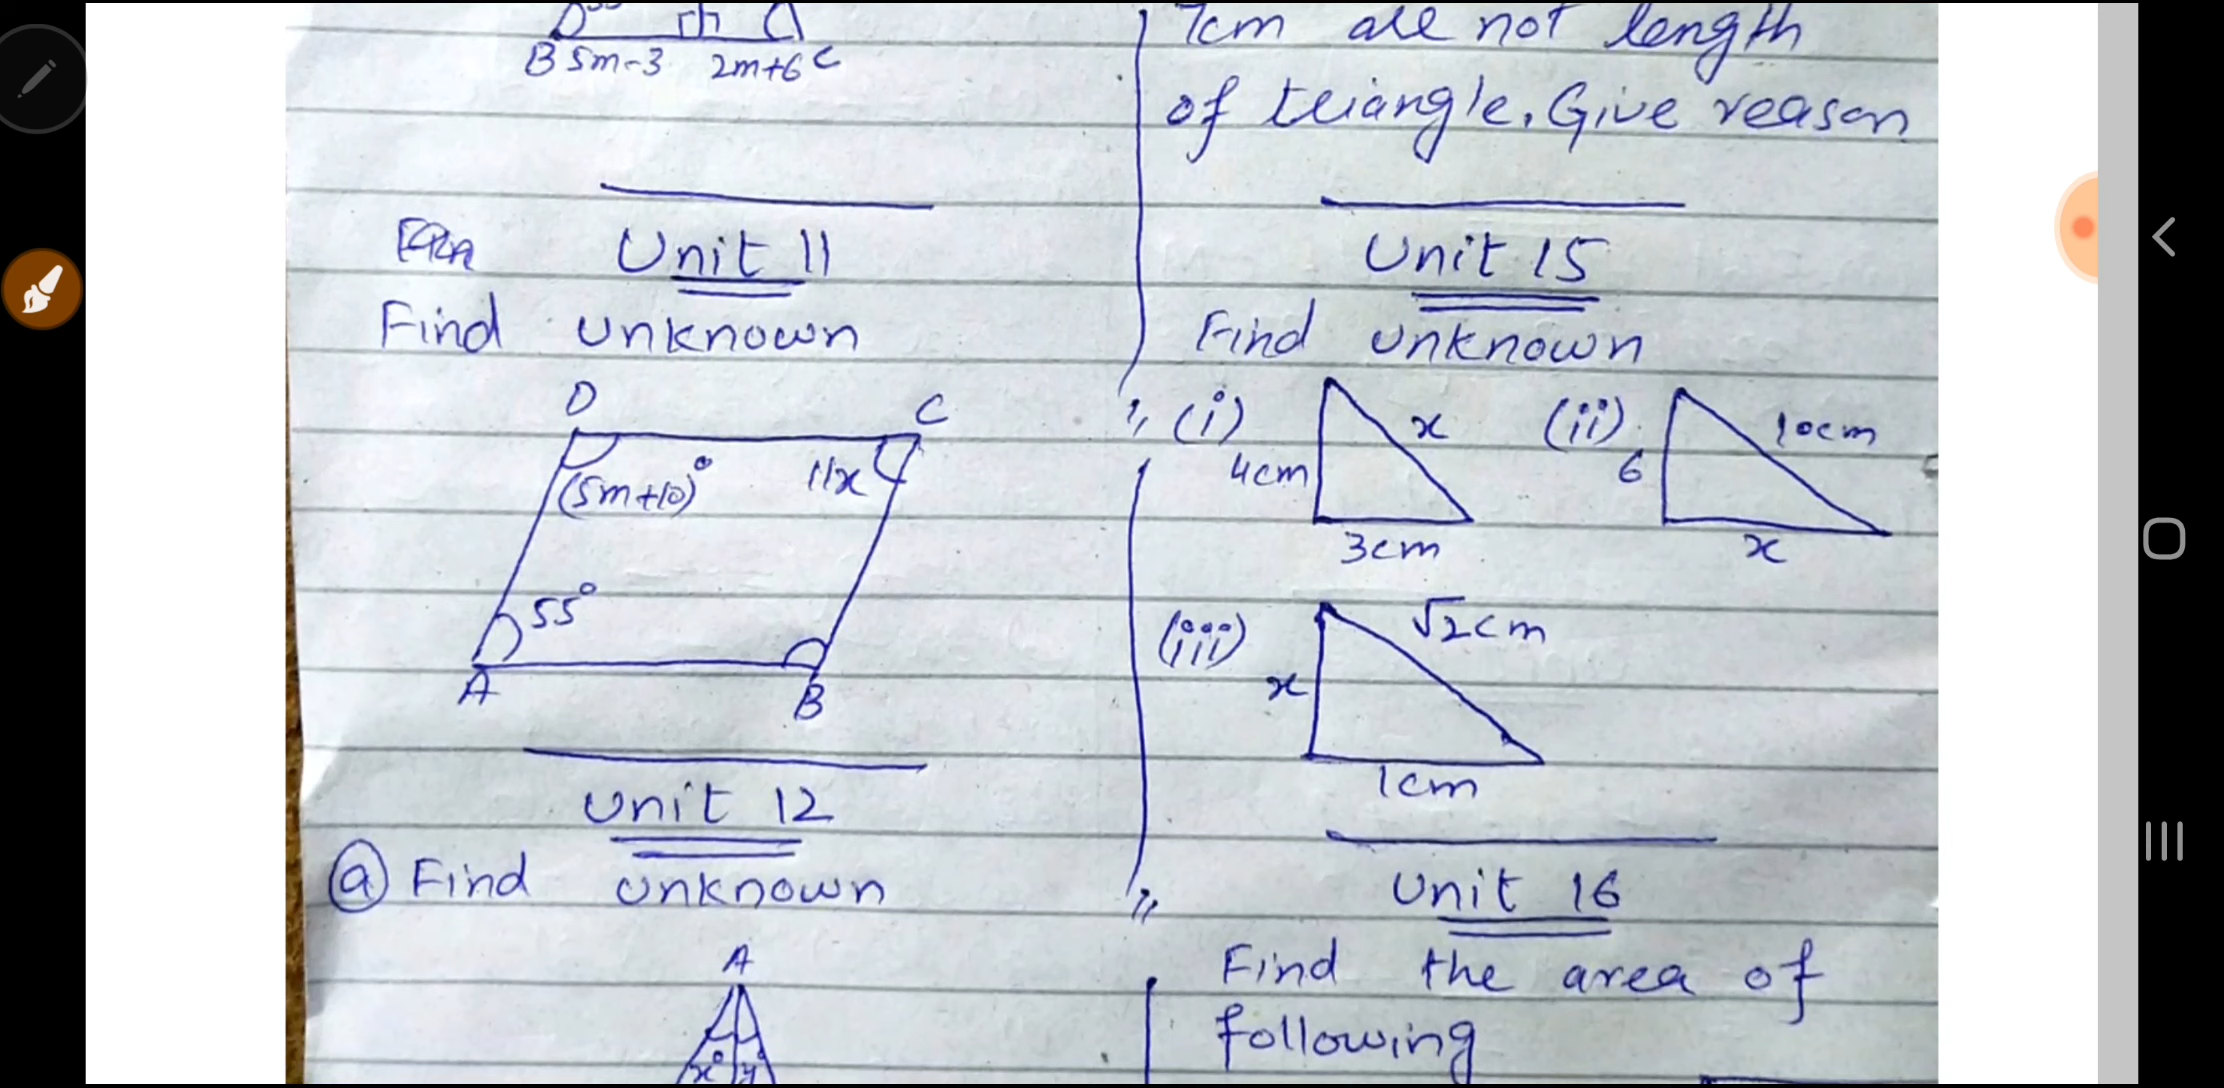 B 5m-3 2m+6 C
Unit 11
Find unknown
D C
(5m+10)° 11x
55°
A B
Unit 12
(a) Find unknown
A
x° y°
7cm are not length
of triangle. Give reason
Unit 15
Find unknown
(i) x (ii) 10cm
4cm 6
3cm x
(iii) √2cm
x
1cm
Unit 16
Find the area of
following